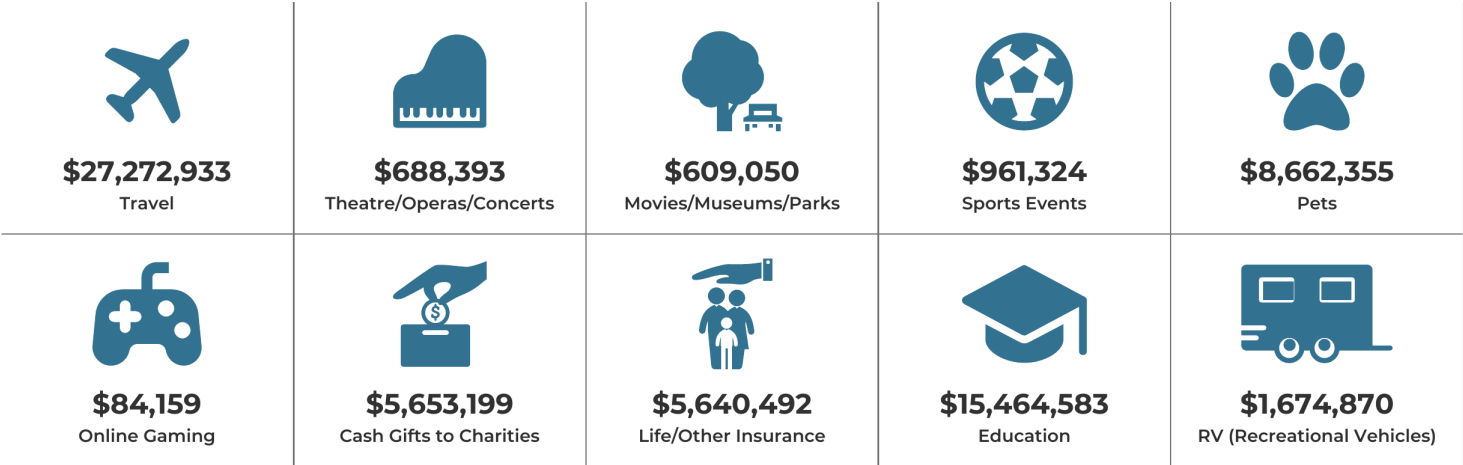 $27,272,933
Travel
$688,393
Theatre/Operas/Concerts
$609,050
Movies/Museums/Parks
$961,324
Sports Events
$8,662,355
Pets
$84,159
Online Gaming
$
$5,653,199
Cash Gifts to Charities
$5,640,492
Life/Other Insurance
$15,464,583
Education
$1,674,870
RV (Recreational Vehicles)